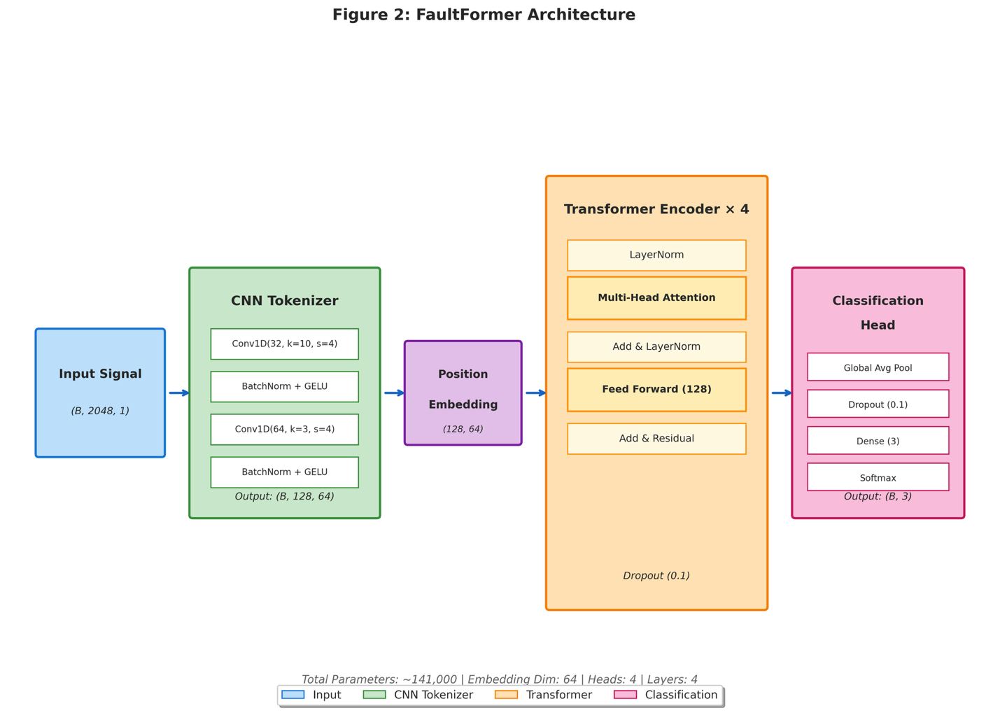 Figure 2: FaultFormer Architecture
Input Signal
(B, 2048, 1)
CNN Tokenizer
Conv1D(32, k=10, s=4)
BatchNorm + GELU
Conv1D(64, k=3, s=4)
BatchNorm + GELU
Output: (B, 128, 64)
Position
Embedding
(128, 64)
Transformer Encoder × 4
LayerNorm
Multi-Head Attention
Add & LayerNorm
Feed Forward (128)
Add & Residual
Dropout (0.1)
Classification
Head
Global Avg Pool
Dropout (0.1)
Dense (3)
Softmax
Output: (B, 3)
Total Parameters: ~141,000 | Embedding Dim: 64 | Heads: 4 | Layers: 4
Input CNN Tokenizer Transformer Classification